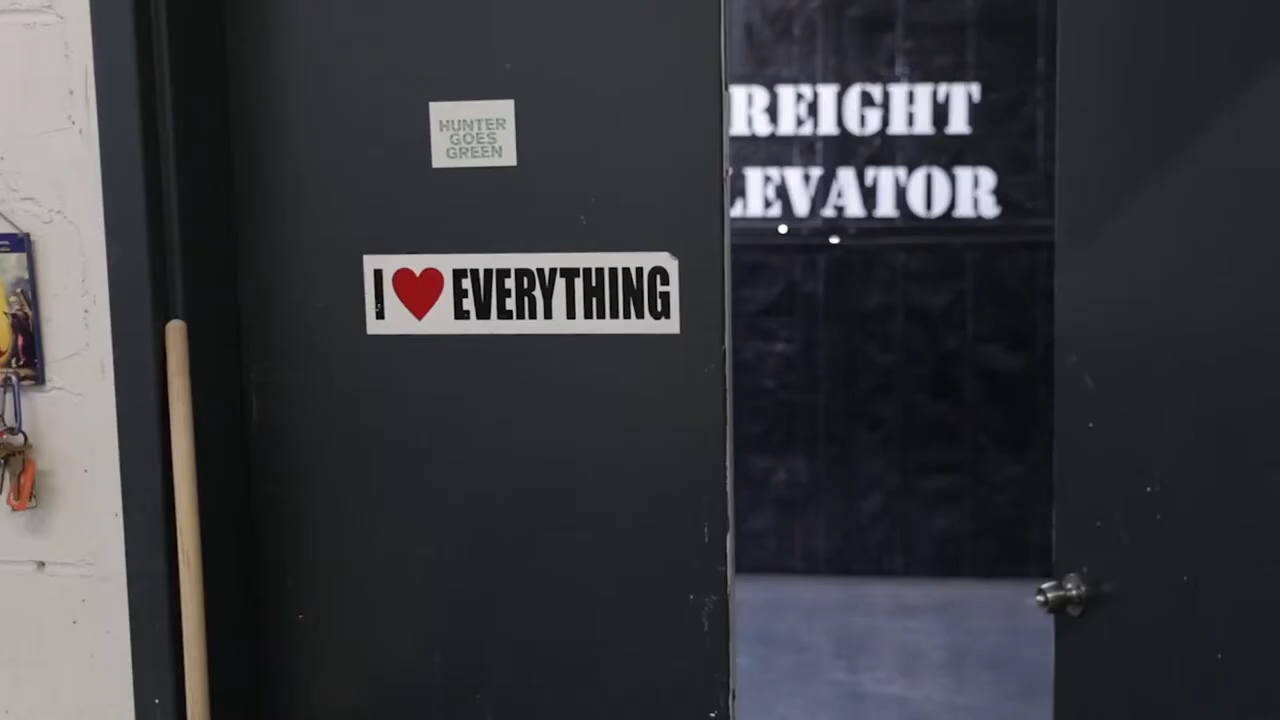 HUNTER
GOES
GREEN
I ❤ EVERYTHING
REIGHT
LEVATOR